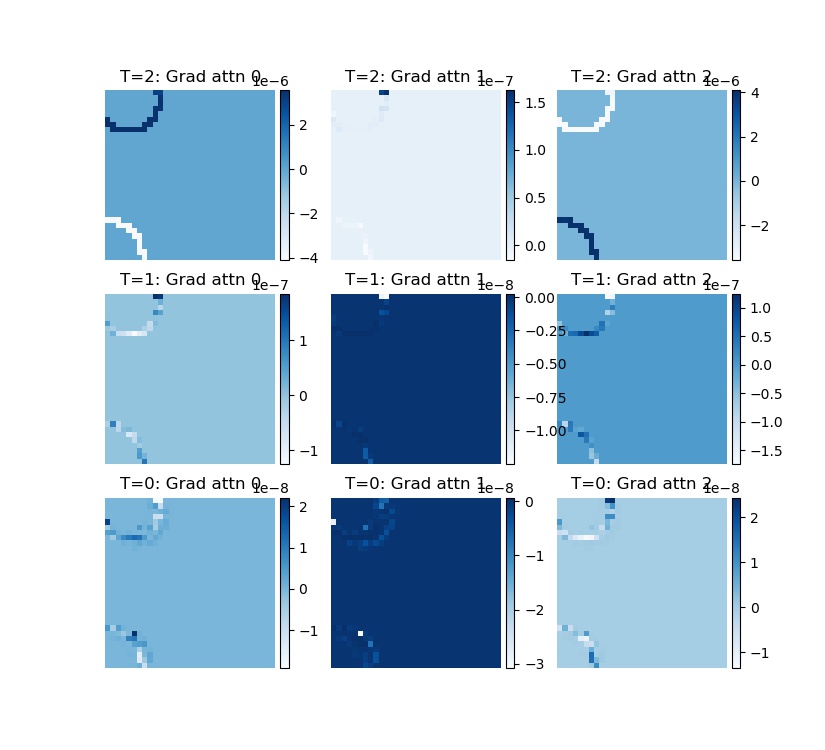 T=2: Grad attn 0
1e−6
2
0
−2
−4
T=2: Grad attn 1
1e−7
1.5
1.0
0.5
0.0
T=2: Grad attn 2
1e−6
4
2
0
−2
T=1: Grad attn 0
1e−7
1
0
−1
T=1: Grad attn 1
1e−8
0.00
−0.25
−0.50
−0.75
−1.00
T=1: Grad attn 2
1e−7
1.0
0.5
0.0
−0.5
−1.0
−1.5
T=0: Grad attn 0
1e−8
2
1
0
−1
T=0: Grad attn 1
1e−8
0
−1
−2
−3
T=0: Grad attn 2
1e−8
2
1
0
−1